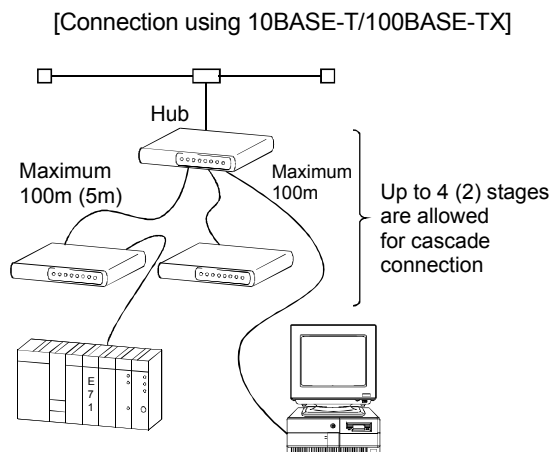 [Connection using 10BASE-T/100BASE-TX]
Hub
Maximum
100m (5m)
Maximum
100m
Up to 4 (2) stages
are allowed
for cascade
connection
E
7
1